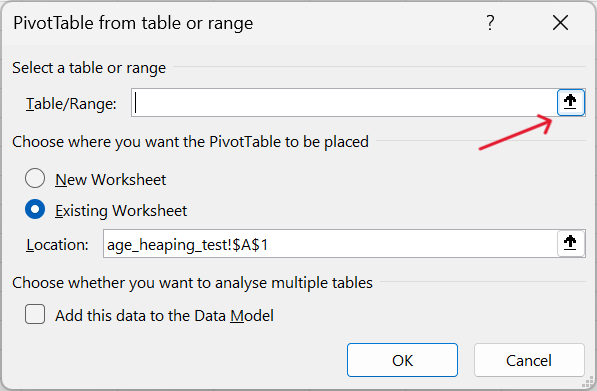 PivotTable from table or range ?
Select a table or range
Table/Range:
Choose where you want the PivotTable to be placed
New Worksheet
Existing Worksheet
Location: age_heaping_test!$A$1
Choose whether you want to analyse multiple tables
Add this data to the Data Model
OK Cancel